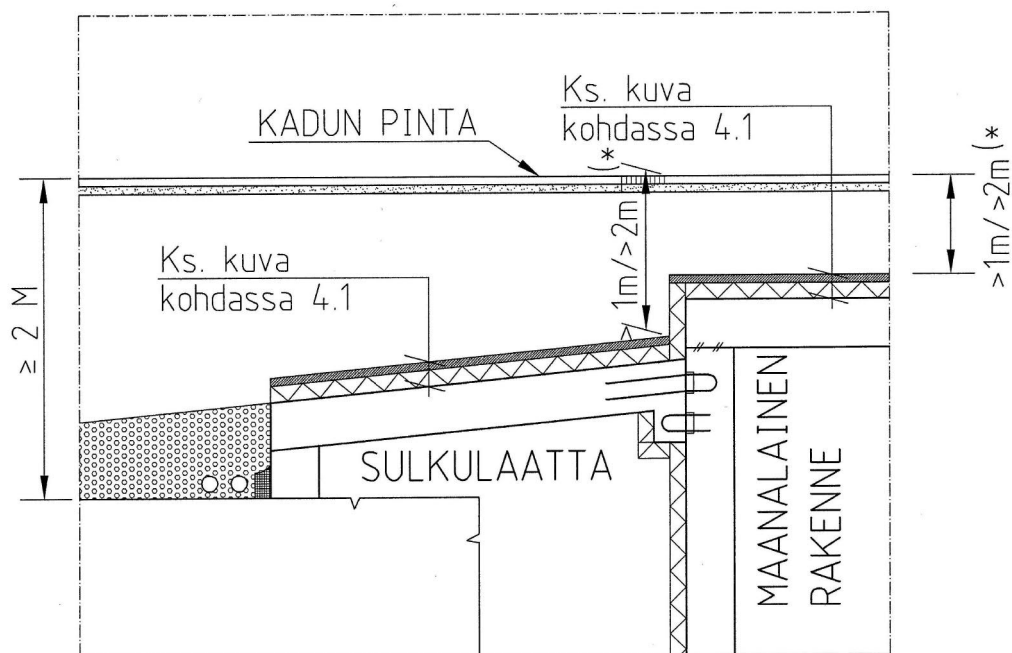 KADUN PINTA
Ks. kuva
kohdassa 4.1
Ks. kuva
kohdassa 4.1
≥ 2 M
>1m/>2m (*
>1m/>2m (*
SULKULAATTA
MAANALAINEN
RAKENNE